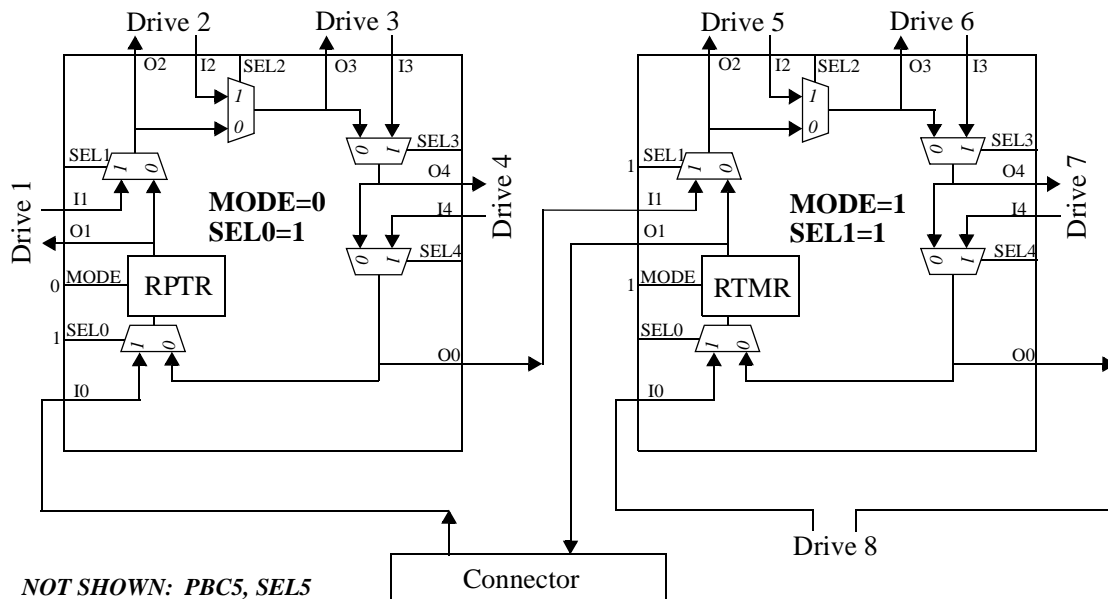 Drive 2
Drive 3
Drive 5
Drive 6
O2
I2
SEL2
O3
I3
O2
I2
SEL2
O3
I3
1
0
1
0
SEL1
1
0
0
1
SEL3
1
SEL1
1
0
0
1
SEL3
O4
O4
Drive 1
I1
MODE=0
SEL0=1
I4
Drive 4
I1
MODE=1
SEL1=1
I4
Drive 7
O1
O1
0
MODE
RPTR
0
1
SEL4
1
MODE
RTMR
0
1
SEL4
1
SEL0
1
0
O0
SEL0
1
0
O0
I0
I0
Drive 8
Connector
NOT SHOWN: PBC5, SEL5